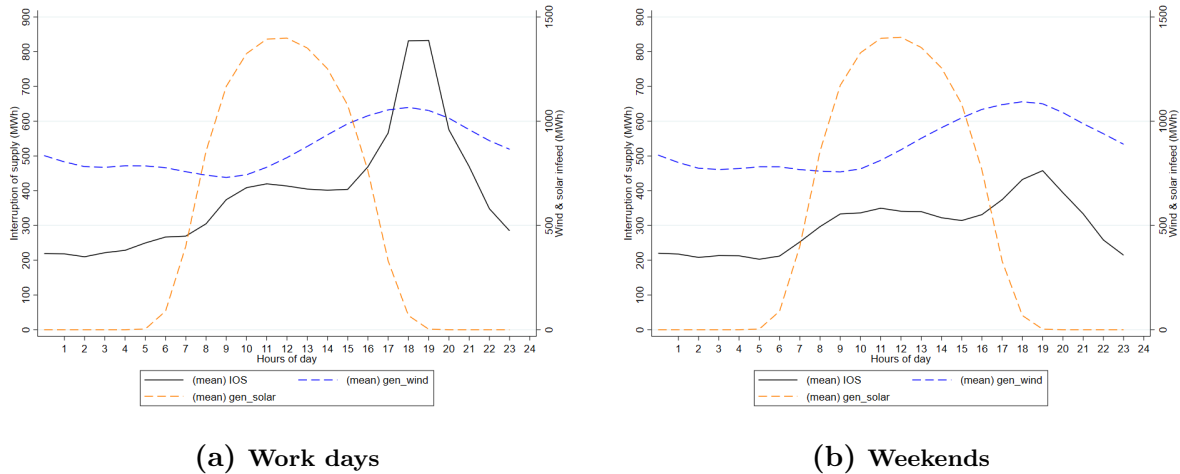 900
800
700
600
500
400
300
200
100
0
Interruption of supply (MWh)
1500
1000
500
0
Wind & solar infeed (MWh)
1 2 3 4 5 6 7 8 9 10 11 12 13 14 15 16 17 18 19 20 21 22 23 24
Hours of day
(mean) IOS (mean) gen_wind
(mean) gen_solar
(a) Work days
900
800
700
600
500
400
300
200
100
0
Interruption of supply (MWh)
1500
1000
500
0
Wind & solar infeed (MWh)
1 2 3 4 5 6 7 8 9 10 11 12 13 14 15 16 17 18 19 20 21 22 23 24
Hours of day
(mean) IOS (mean) gen_wind
(mean) gen_solar
(b) Weekends